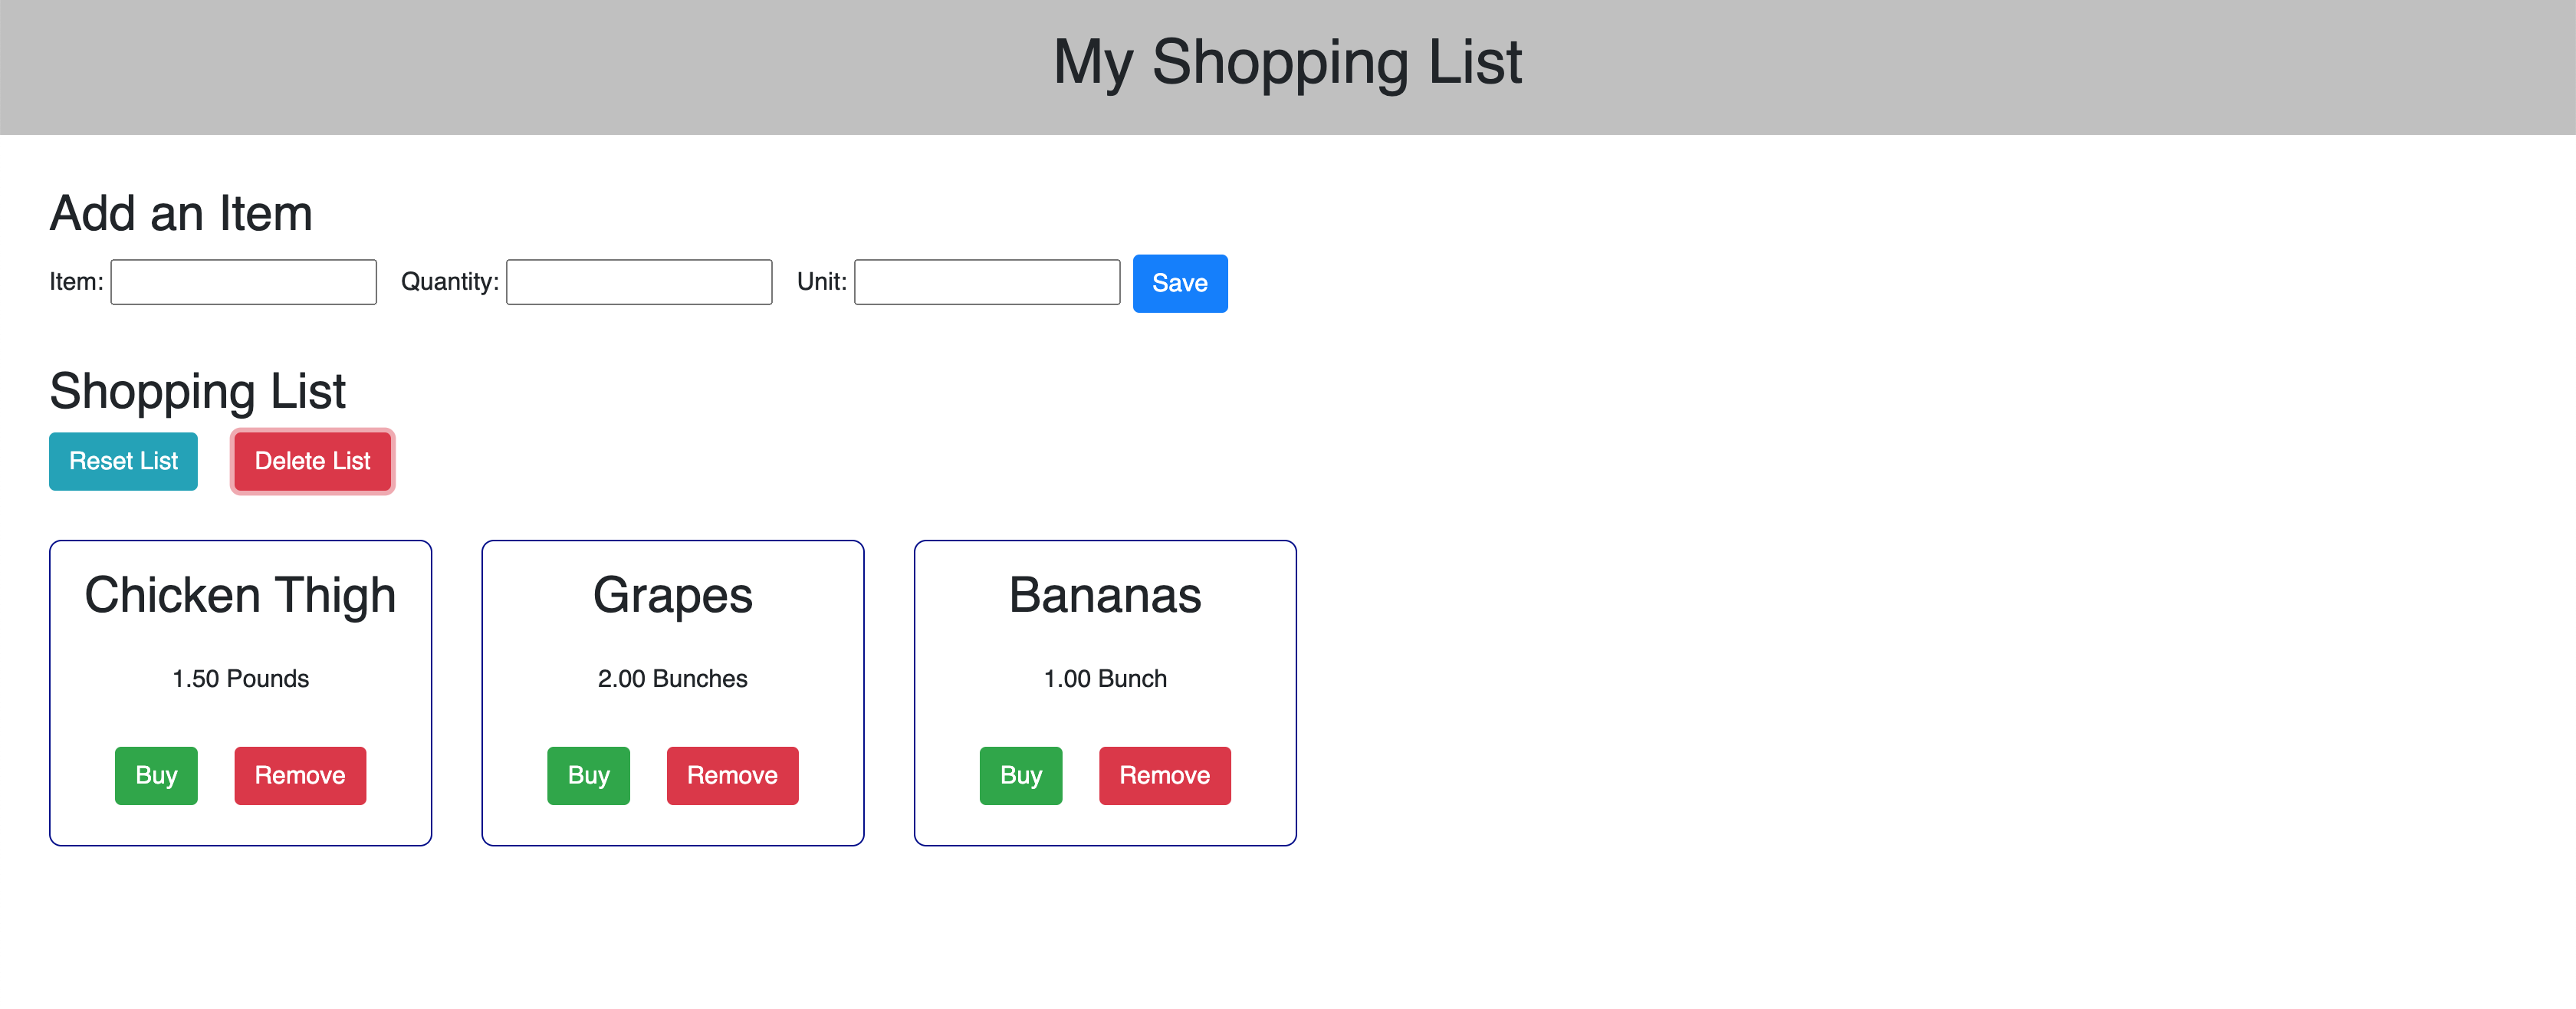 My Shopping List
Add an Item
Item: Quantity: Unit: Save
Shopping List
Reset List Delete List
Chicken Thigh Grapes Bananas
1.50 Pounds 2.00 Bunches 1.00 Bunch
Buy Remove Buy Remove Buy Remove